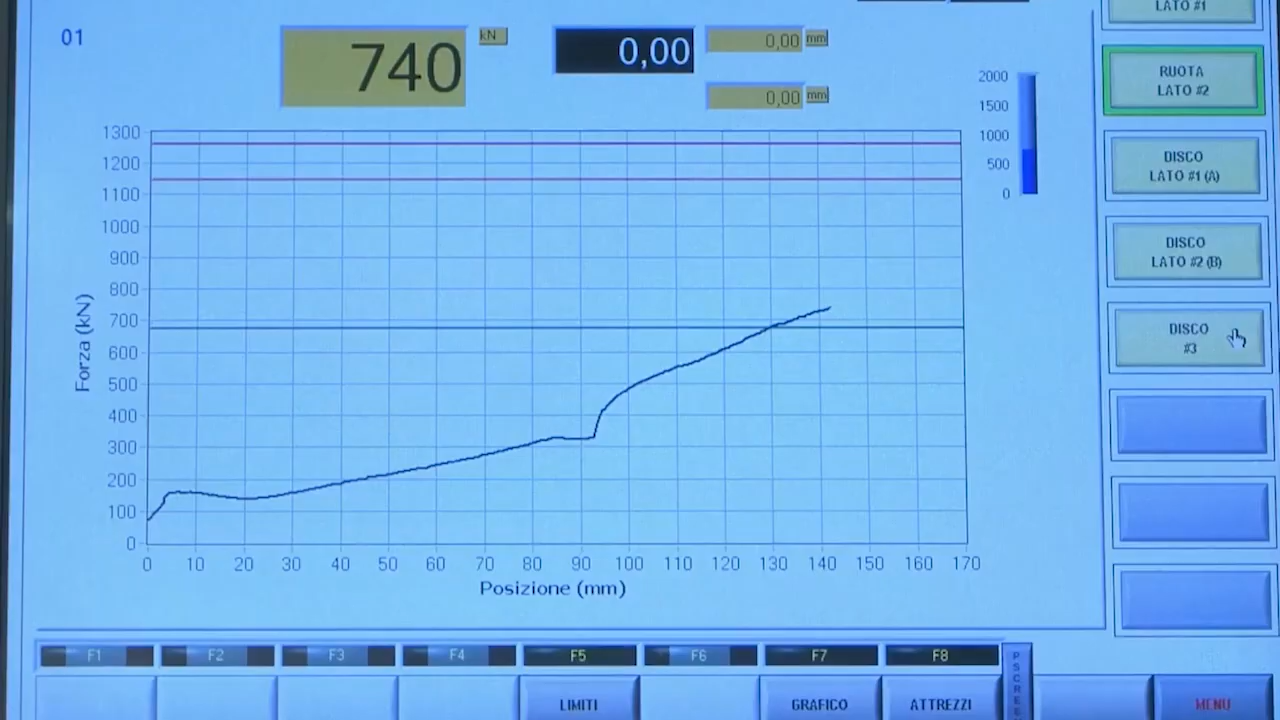 LATO #1
01
740
kN
0,00
0,00
mm
0,00
mm
RUOTA
LATO #2
DISCO
LATO #1 (A)
DISCO
LATO #2 (B)
DISCO
#3
2000
1500
1000
500
0
1300
1200
1100
1000
900
800
700
600
500
400
300
200
100
0
Forza (kN)
0 10 20 30 40 50 60 70 80 90 100 110 120 130 140 150 160 170
Posizione (mm)
F1 F2 F3 F4 F5 F6 F7 F8
LIMITI GRAFICO ATTREZZI MENU